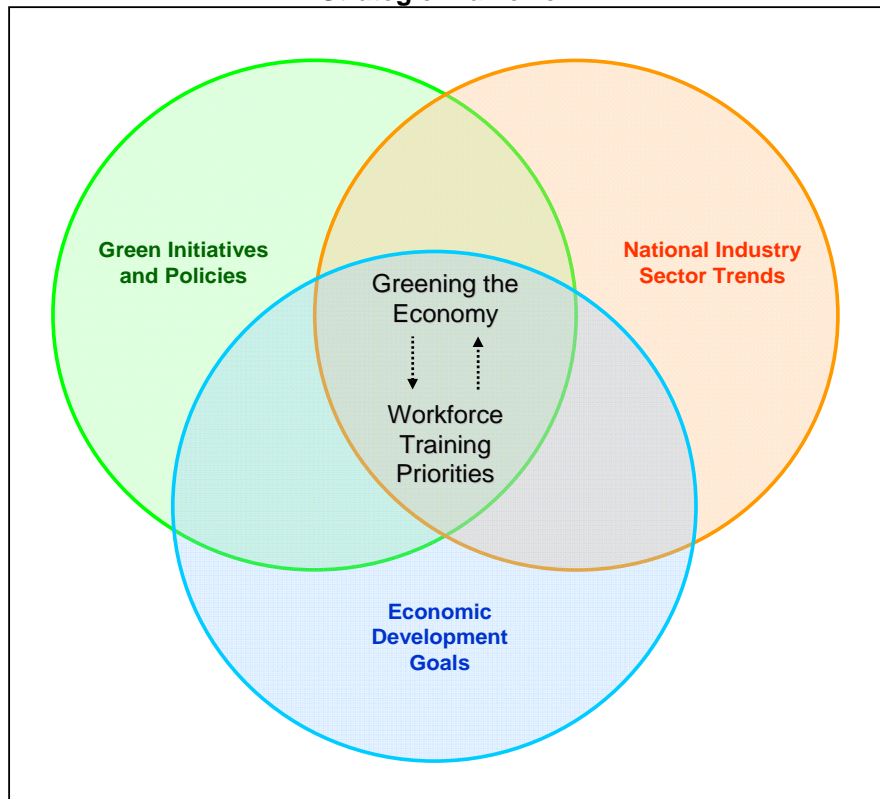 Green Initiatives
and Policies
National Industry
Sector Trends
Greening the
Economy
Workforce
Training
Priorities
Economic
Development
Goals